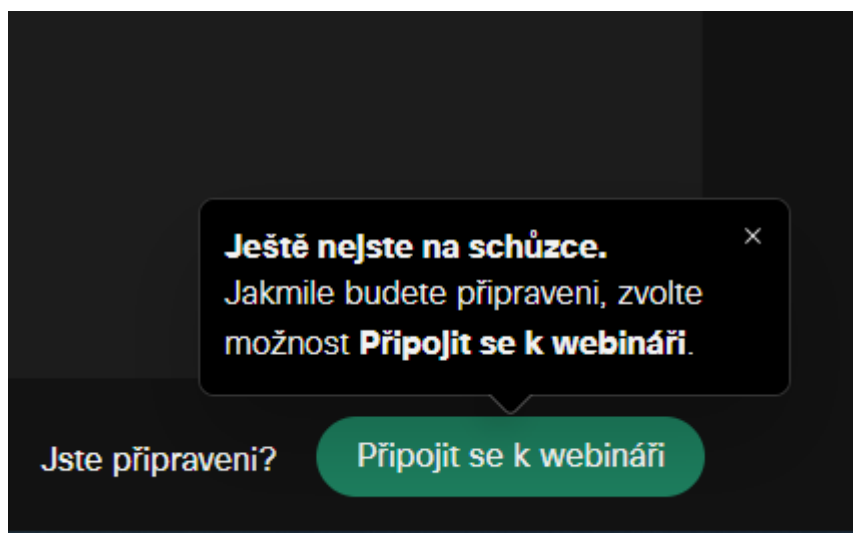 Ještě nejste na schůzce.
Jakmile budete připraveni, zvolte
možnost Připojit se k webináři.
Jste připraveni?
Připojit se k webináři